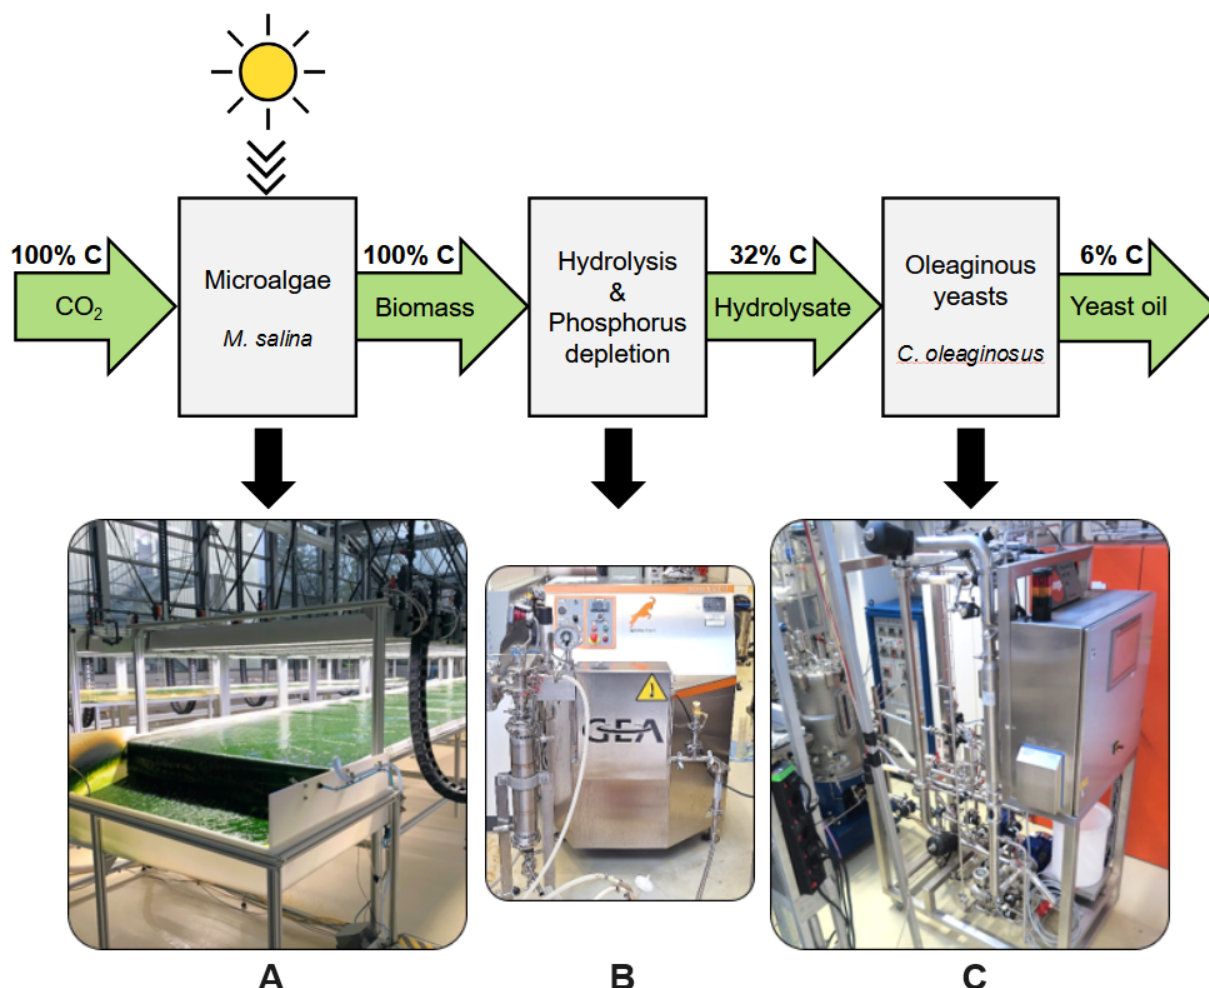 100% C
CO₂
Microalgae
M. salina
100% C
Biomass
Hydrolysis
&
Phosphorus
depletion
32% C
Hydrolysate
Oleaginous
yeasts
C. oleaginosus
6% C
Yeast oil
GEA
A
B
C